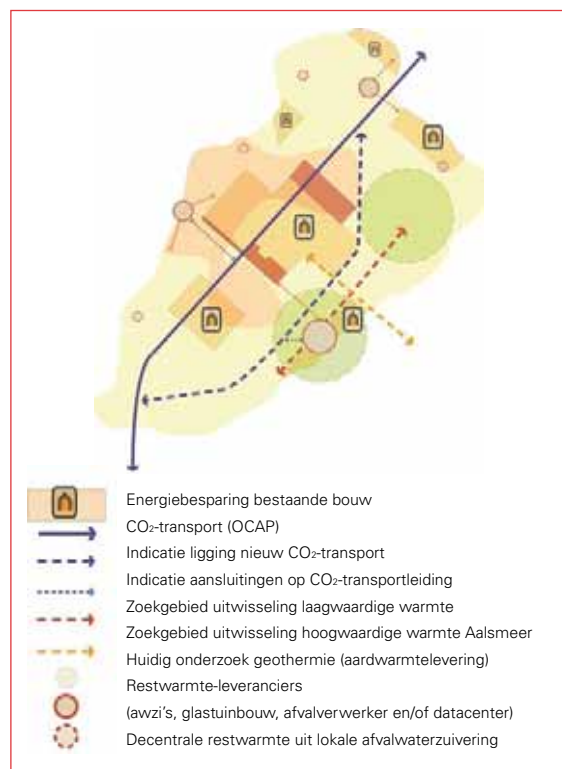 Energiebesparing bestaande bouw
CO₂-transport (OCAP)
Indicatie ligging nieuw CO₂-transport
Indicatie aansluitingen op CO₂-transportleiding
Zoekgebied uitwisseling laagwaardige warmte
Zoekgebied uitwisseling hoogwaardige warmte Aalsmeer
Huidig onderzoek geothermie (aardwarmtelevering)
Restwarmte-leveranciers
(awzi's, glastuinbouw, afvalverwerker en/of datacenter)
Decentrale restwarmte uit lokale afvalwaterzuivering